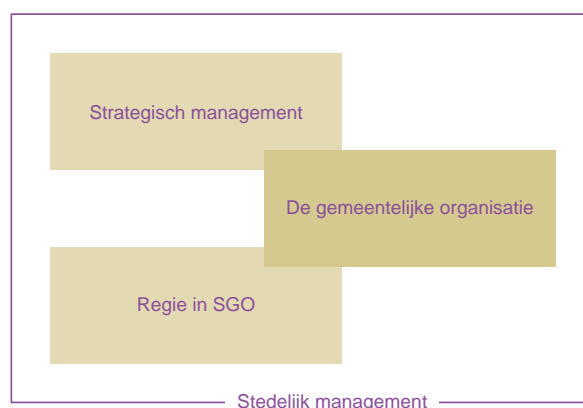 Strategisch management
De gemeentelijke organisatie
Regie in SGO
Stedelijk management